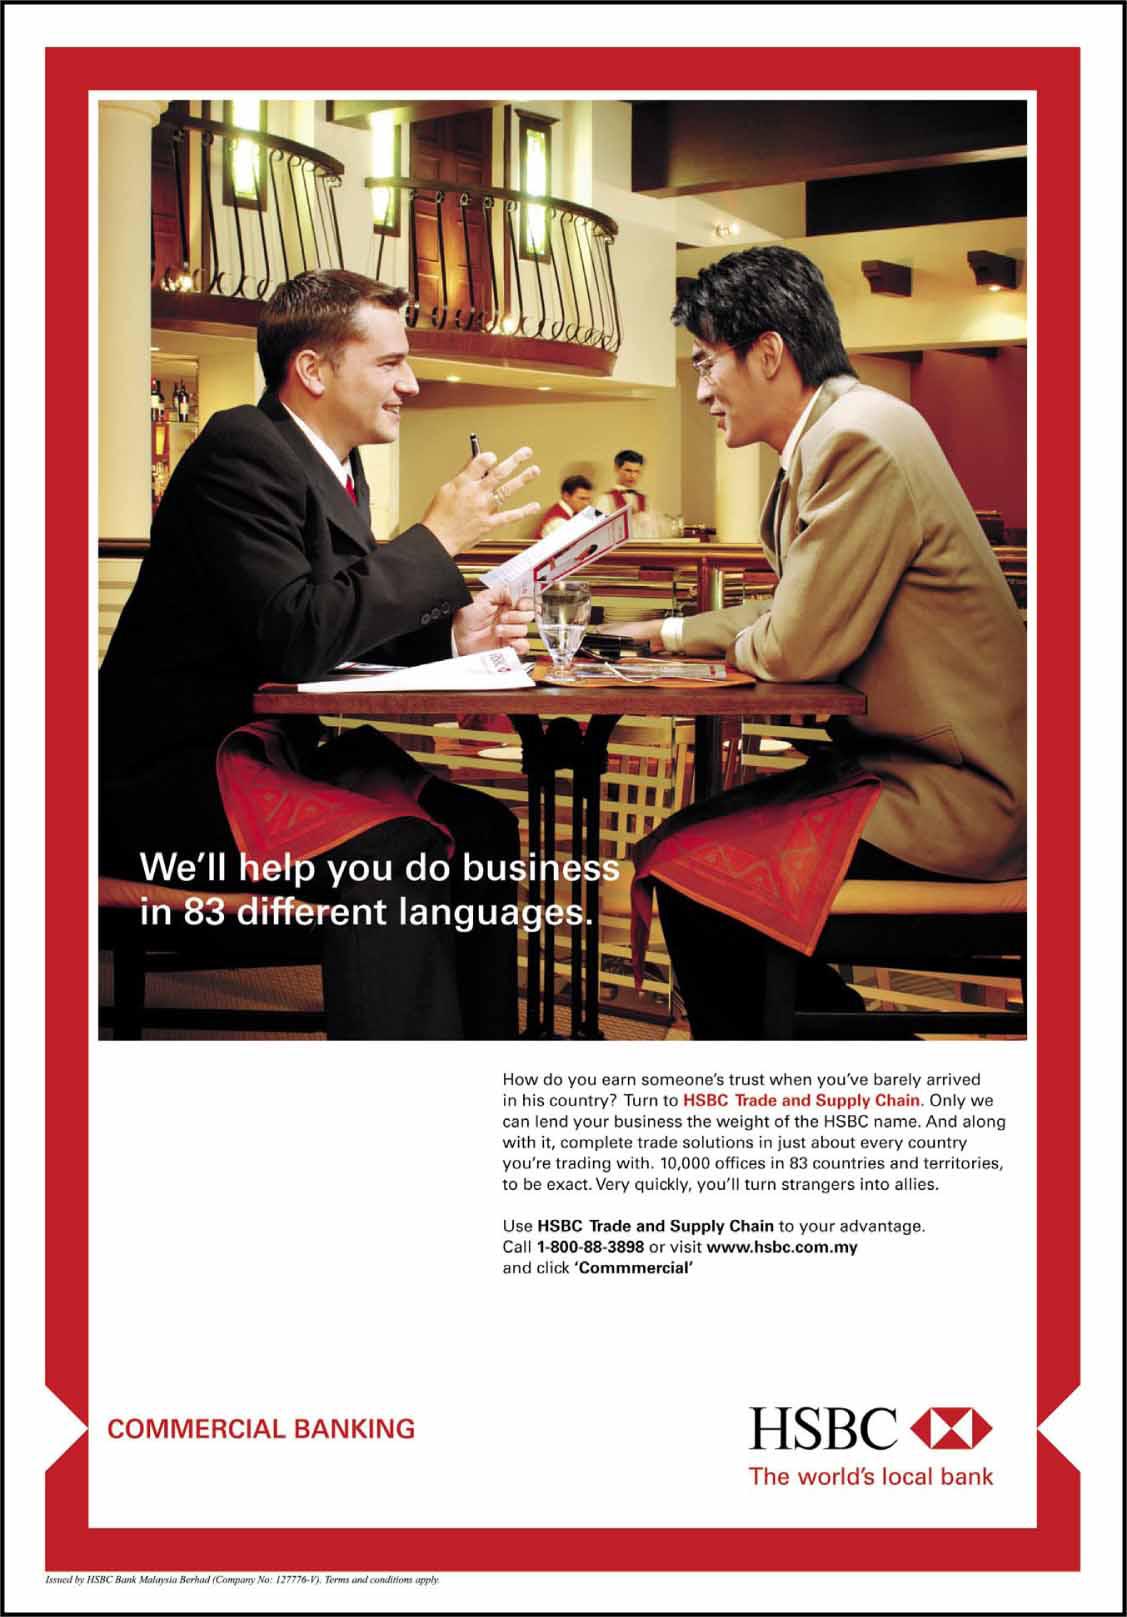 We'll help you do business
in 83 different languages.
How do you earn someone's trust when you've barely arrived
in his country? Turn to HSBC Trade and Supply Chain. Only we
can lend your business the weight of the HSBC name. And along
with it, complete trade solutions in just about every country
you're trading with. 10,000 offices in 83 countries and territories,
to be exact. Very quickly, you'll turn strangers into allies.
Use HSBC Trade and Supply Chain to your advantage.
Call 1-800-88-3898 or visit www.hsbc.com.my
and click 'Commmercial'
COMMERCIAL BANKING
HSBC
The world's local bank
Issued by HSBC Bank Malaysia Berhad (Company No: 127776-V). Terms and conditions apply.